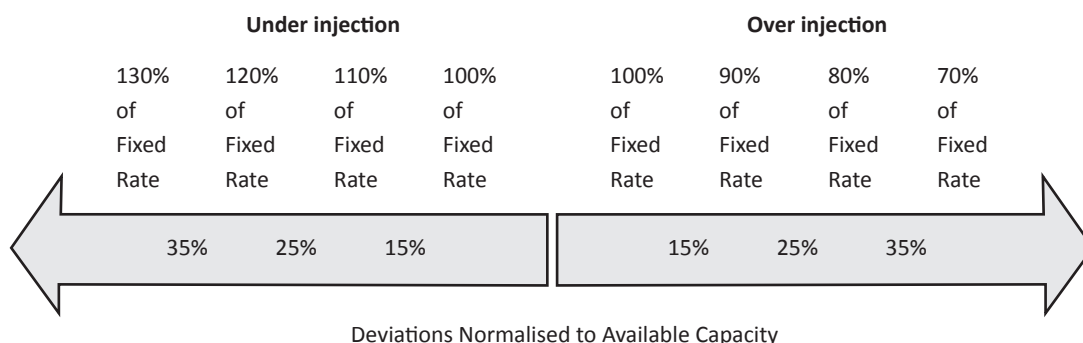 Under injection Over injection
130% 120% 110% 100% 100% 90% 80% 70%
of of of of of of of of
Fixed Fixed Fixed Fixed Fixed Fixed Fixed Fixed
Rate Rate Rate Rate Rate Rate Rate Rate
35% 25% 15% 15% 25% 35%
Deviations Normalised to Available Capacity